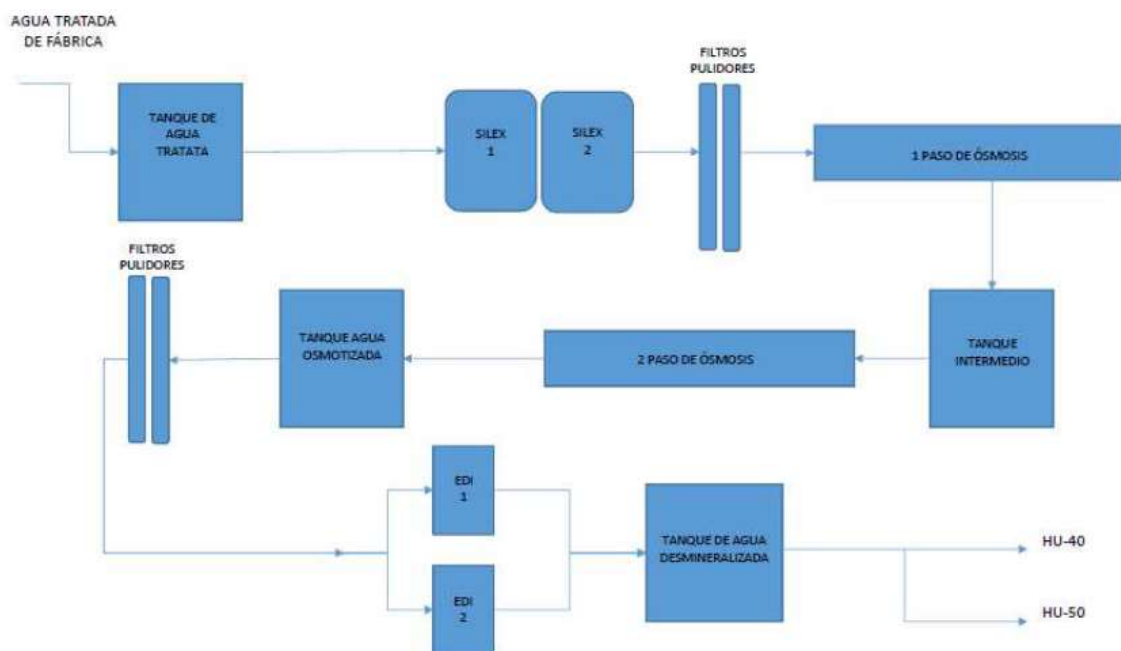 AGUA TRATADA
DE FÁBRICA
TANQUE DE
AGUA
TRATATA
SILEX
1
SILEX
2
FILTROS
PULIDORES
1 PASO DE ÓSMOSIS
FILTROS
PULIDORES
TANQUE AGUA
OSMOTIZADA
2 PASO DE ÓSMOSIS
TANQUE
INTERMEDIO
EDI
1
EDI
2
TANQUE DE AGUA
DESMINERALIZADA
HU-40
HU-50